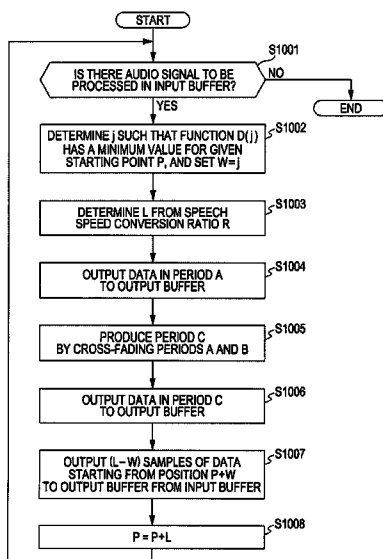 START
S1001
IS THERE AUDIO SIGNAL TO BE
PROCESSED IN INPUT BUFFER?
NO
YES
END
S1002
DETERMINE j SUCH THAT FUNCTION D(j)
HAS A MINIMUM VALUE FOR GIVEN
STARTING POINT P, AND SET W=j
S1003
DETERMINE L FROM SPEECH
SPEED CONVERSION RATIO R
S1004
OUTPUT DATA IN PERIOD A
TO OUTPUT BUFFER
S1005
PRODUCE PERIOD C
BY CROSS-FADING PERIODS A AND B
S1006
OUTPUT DATA IN PERIOD C
TO OUTPUT BUFFER
S1007
OUTPUT (L-W) SAMPLES OF DATA
STARTING FROM POSITION P+W
TO OUTPUT BUFFER FROM INPUT BUFFER
S1008
P = P+L